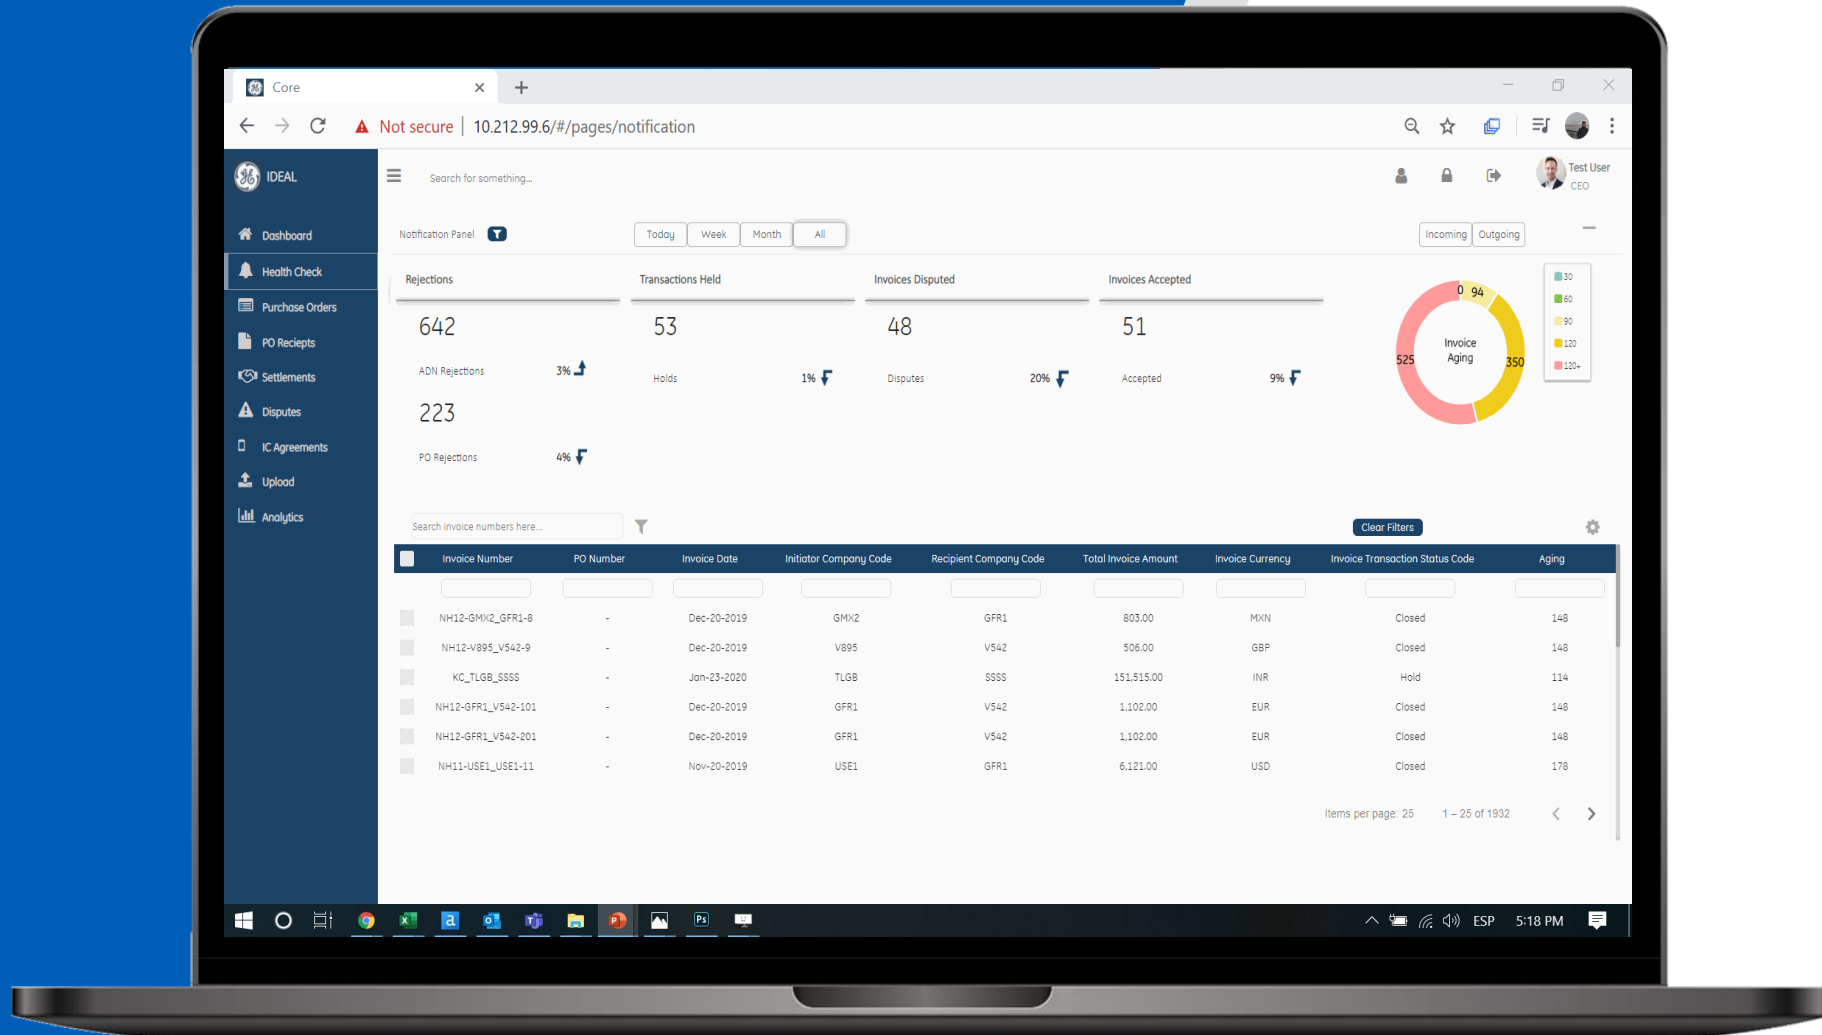 Core
Not secure | 10.212.99.6/#/pages/notification
IDEAL
Search for something...
Test User
CEO
Dashboard
Health Check
Purchase Orders
PO Reciepts
Settlements
Disputes
IC Agreements
Upload
Analytics
Notification Panel
Today Week Month All
Incoming Outgoing
Rejections Transactions Held Invoices Disputed Invoices Accepted
642 53 48 51
ADN Rejections 3% Holds 1% Disputes 20% Accepted 9%
223
PO Rejections 4%
0 94
350
525
Invoice
Aging
30
60
90
120
120+
Search invoice numbers here...
Clear Filters
Invoice Number PO Number Invoice Date Initiator Company Code Recipient Company Code Total Invoice Amount Invoice Currency Invoice Transaction Status Code Aging
NH12-GMX2_GFR1-8 - Dec-20-2019 GMX2 GFR1 803.00 MXN Closed 148
NH12-V895_V542-9 - Dec-20-2019 V895 V542 506.00 GBP Closed 148
KC_TLGB_SSSS - Jan-23-2020 TLGB SSSS 151,515.00 INR Hold 114
NH12-GFR1_V542-101 - Dec-20-2019 GFR1 V542 1,102.00 EUR Closed 148
NH12-GFR1_V542-201 - Dec-20-2019 GFR1 V542 1,102.00 EUR Closed 148
NH11-USE1_USE1-11 - Nov-20-2019 USE1 GFR1 6,121.00 USD Closed 178
Items per page: 25 1 – 25 of 1932
ESP 5:18 PM